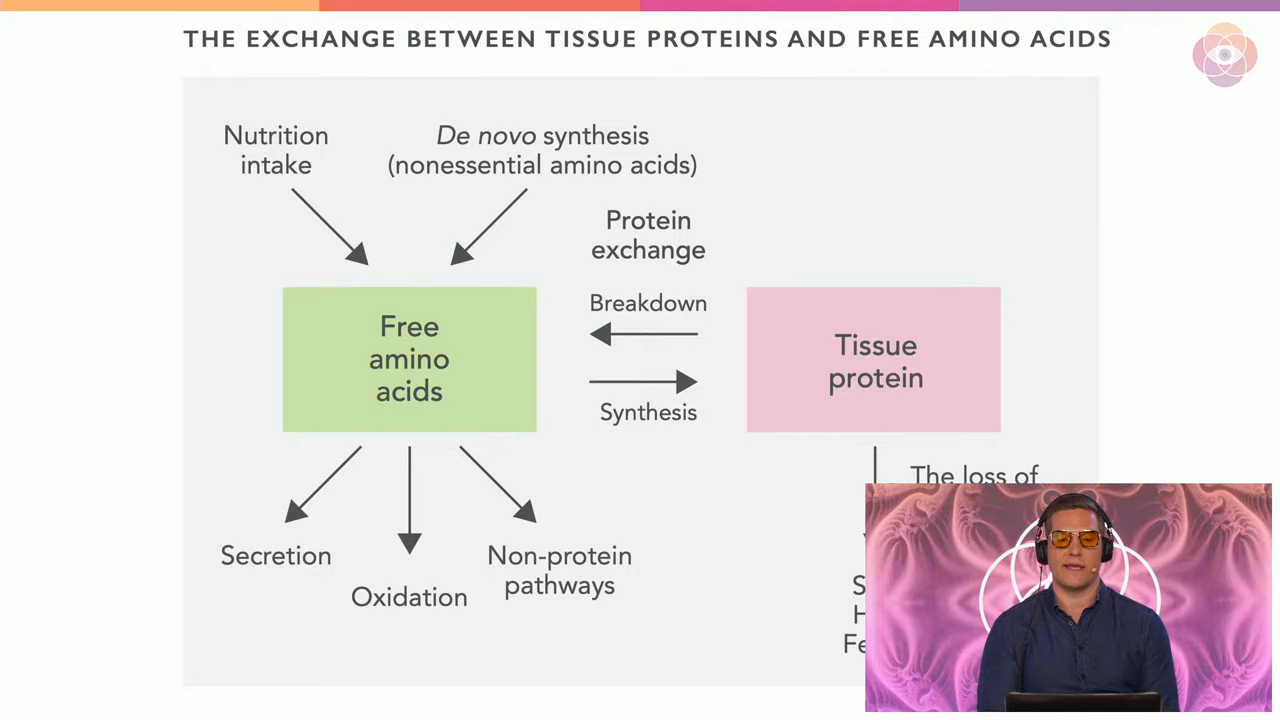 THE EXCHANGE BETWEEN TISSUE PROTEINS AND FREE AMINO ACIDS
Nutrition
intake
De novo synthesis
(nonessential amino acids)
Protein
exchange
Breakdown
Free
amino
acids
Tissue
protein
Synthesis
The loss of
Secretion
Oxidation
Non-protein
pathways